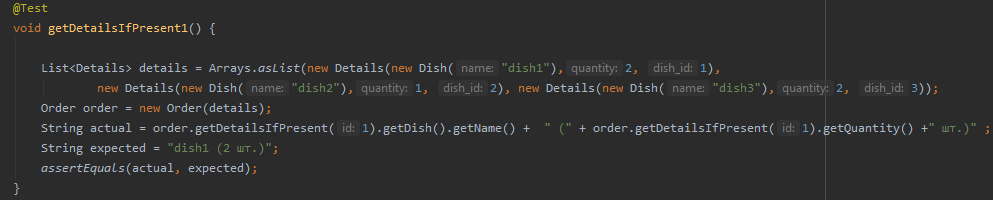 @Test
void getDetailsIfPresent1() {
List<Details> details = Arrays.asList(new Details(new Dish( name: "dish1"), quantity: 2, dish_id: 1),
new Details(new Dish( name: "dish2"), quantity: 1, dish_id: 2), new Details(new Dish( name: "dish3"), quantity: 2, dish_id: 3));
Order order = new Order(details);
String actual = order.getDetailsIfPresent( id: 1).getDish().getName() + " (" + order.getDetailsIfPresent( id: 1).getQuantity() +" шт.)" ;
String expected = "dish1 (2 шт.)";
assertEquals(actual, expected);
}